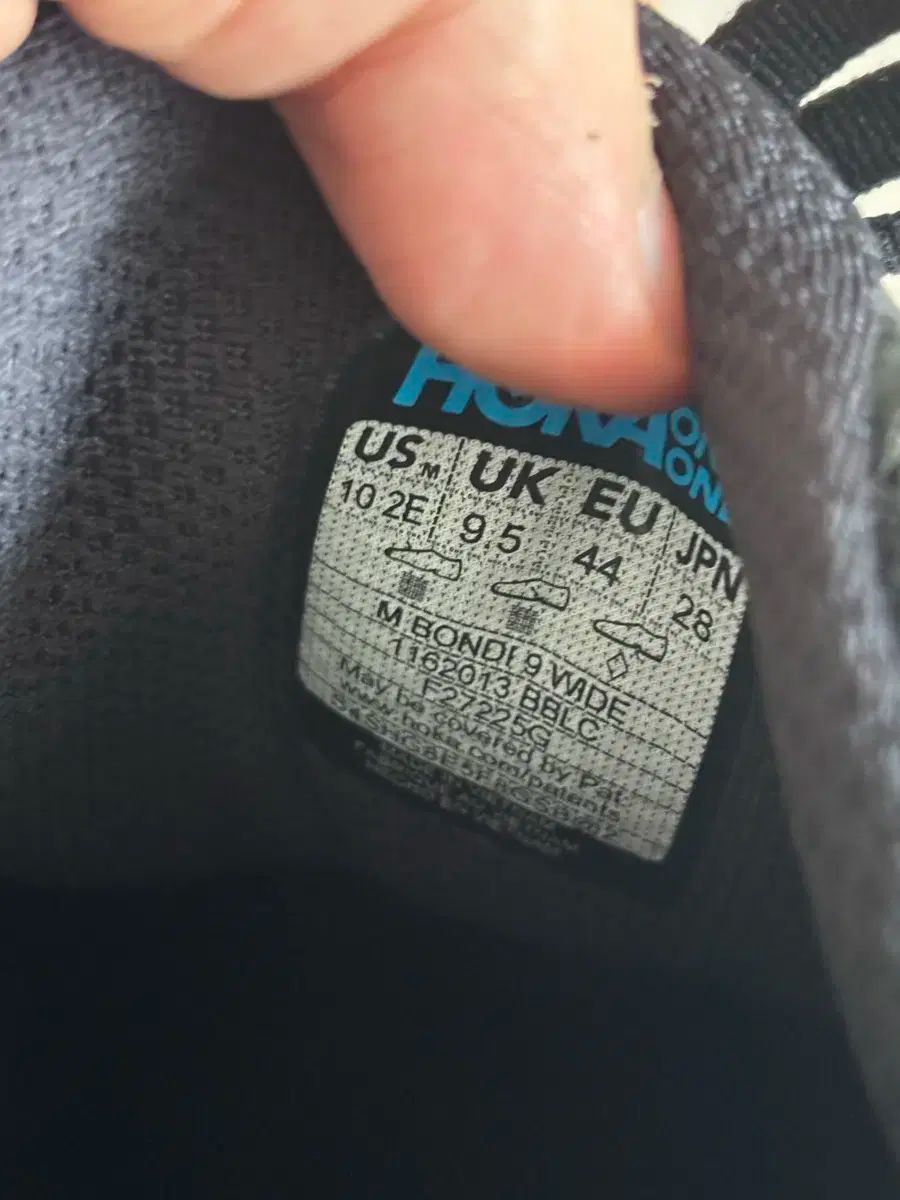 HOKA ONE ONE
US M UK EU JPN
10 2E 9.5 44 28
M BONDI 9 WIDE
1162013 BBLC
F27225G
May be covered by Pat.
www.hoka.com/patents